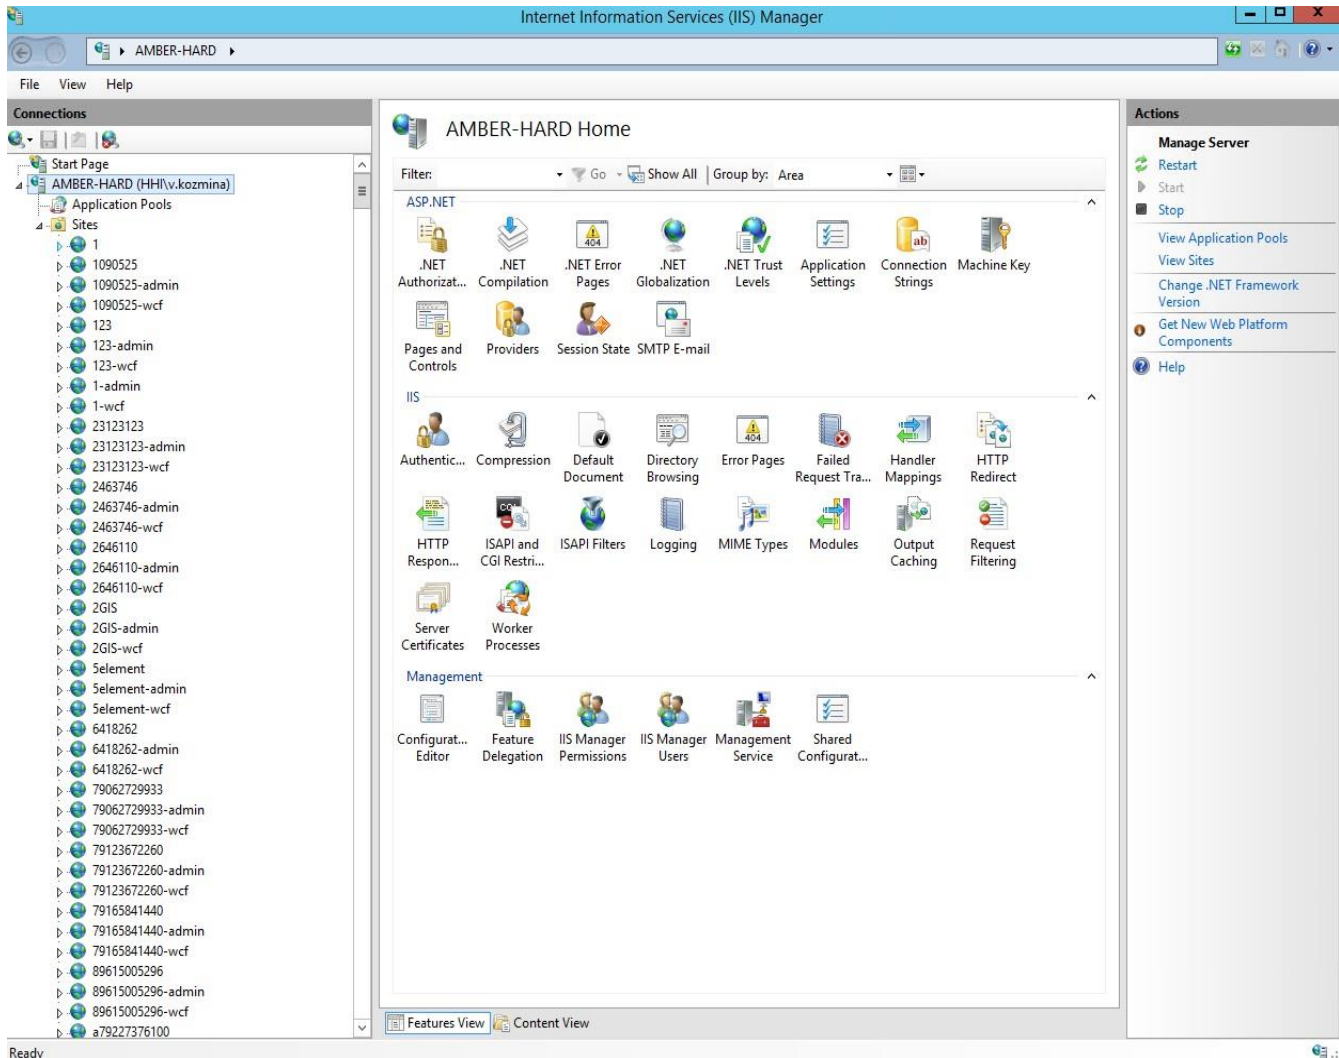 Internet Information Services (IIS) Manager
AMBER-HARD
File View Help
Connections
Start Page
AMBER-HARD (HHI\v.kozmina)
Application Pools
Sites
1
1090525
1090525-admin
1090525-wcf
123
123-admin
123-wcf
1-admin
1-wcf
23123123
23123123-admin
23123123-wcf
2463746
2463746-admin
2463746-wcf
2646110
2646110-admin
2646110-wcf
2GIS
2GIS-admin
2GIS-wcf
5element
5element-admin
5element-wcf
6418262
6418262-admin
6418262-wcf
79062729933
79062729933-admin
79062729933-wcf
79123672260
79123672260-admin
79123672260-wcf
79165841440
79165841440-admin
79165841440-wcf
89615005296
89615005296-admin
89615005296-wcf
a79227376100
AMBER-HARD Home
Filter: Go Show All Group by: Area
ASP.NET
.NET .NET .NET Error .NET .NET Trust Application Connection Machine Key
Authorizat... Compilation Pages Globalization Levels Settings Strings
Pages and Providers Session State SMTP E-mail
Controls
IIS
Authentic... Compression Default Directory Error Pages Failed Handler HTTP
Document Browsing Request Tra... Mappings Redirect
HTTP ISAPI and ISAPI Filters Logging MIME Types Modules Output Request
Respon... CGI Restri... Caching Filtering
Server Worker
Certificates Processes
Management
Configurat... Feature IIS Manager IIS Manager Management Shared
Editor Delegation Permissions Users Service Configurat...
Features View Content View
Actions
Manage Server
Restart
Start
Stop
View Application Pools
View Sites
Change .NET Framework
Version
Get New Web Platform
Components
Help
Ready